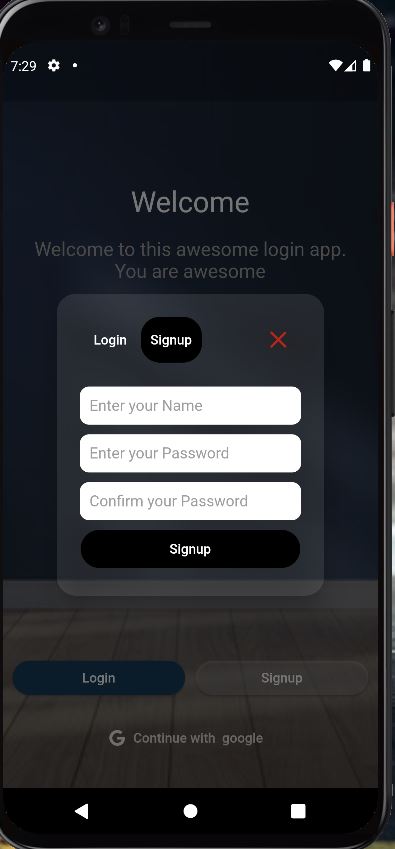 7:29
Welcome
Welcome to this awesome login app.
You are awesome
Login Signup
Enter your Name
Enter your Password
Confirm your Password
Signup
Login Signup
G Continue with google